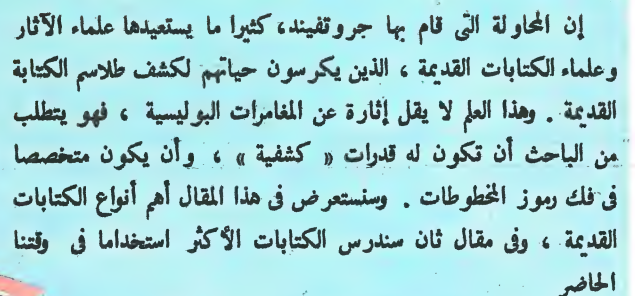 إن المحاولة التى قام بها جروتفيند، كثيرا ما يستعيدها علماء الآثار
وعلماء الكتابات القديمة ، الذين يكرسون حياتهم لكشف طلاسم الكتابة
القديمة . وهذا العلم لا يقل إثارة عن المغامرات البوليسية ، فهو يتطلب
من الباحث أن تكون له قدرات « كشفية » ، وأن يكون متخصصا
فى فك رموز المخطوطات . وسنستعرض فى هذا المقال أهم أنواع الكتابات
القديمة ، وفى مقال ثان سندرس الكتابات الأكثر استخداما فى وقتنا
الحاضر